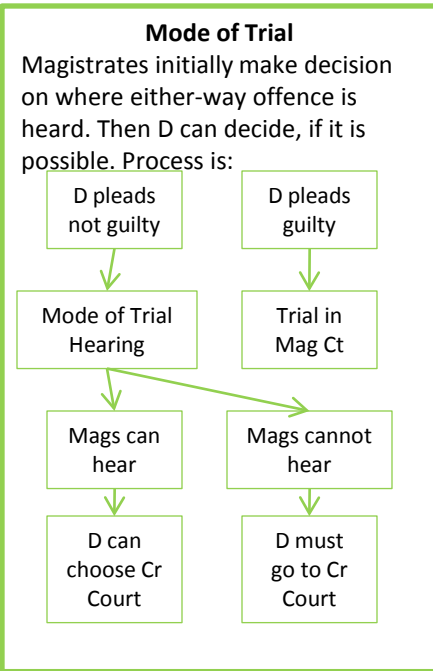 Mode of Trial
Magistrates initially make decision
on where either-way offence is
heard. Then D can decide, if it is
possible. Process is:
D pleads
not guilty
D pleads
guilty
Mode of Trial
Hearing
Trial in
Mag Ct
Mags can
hear
Mags cannot
hear
D can
choose Cr
Court
D must
go to Cr
Court